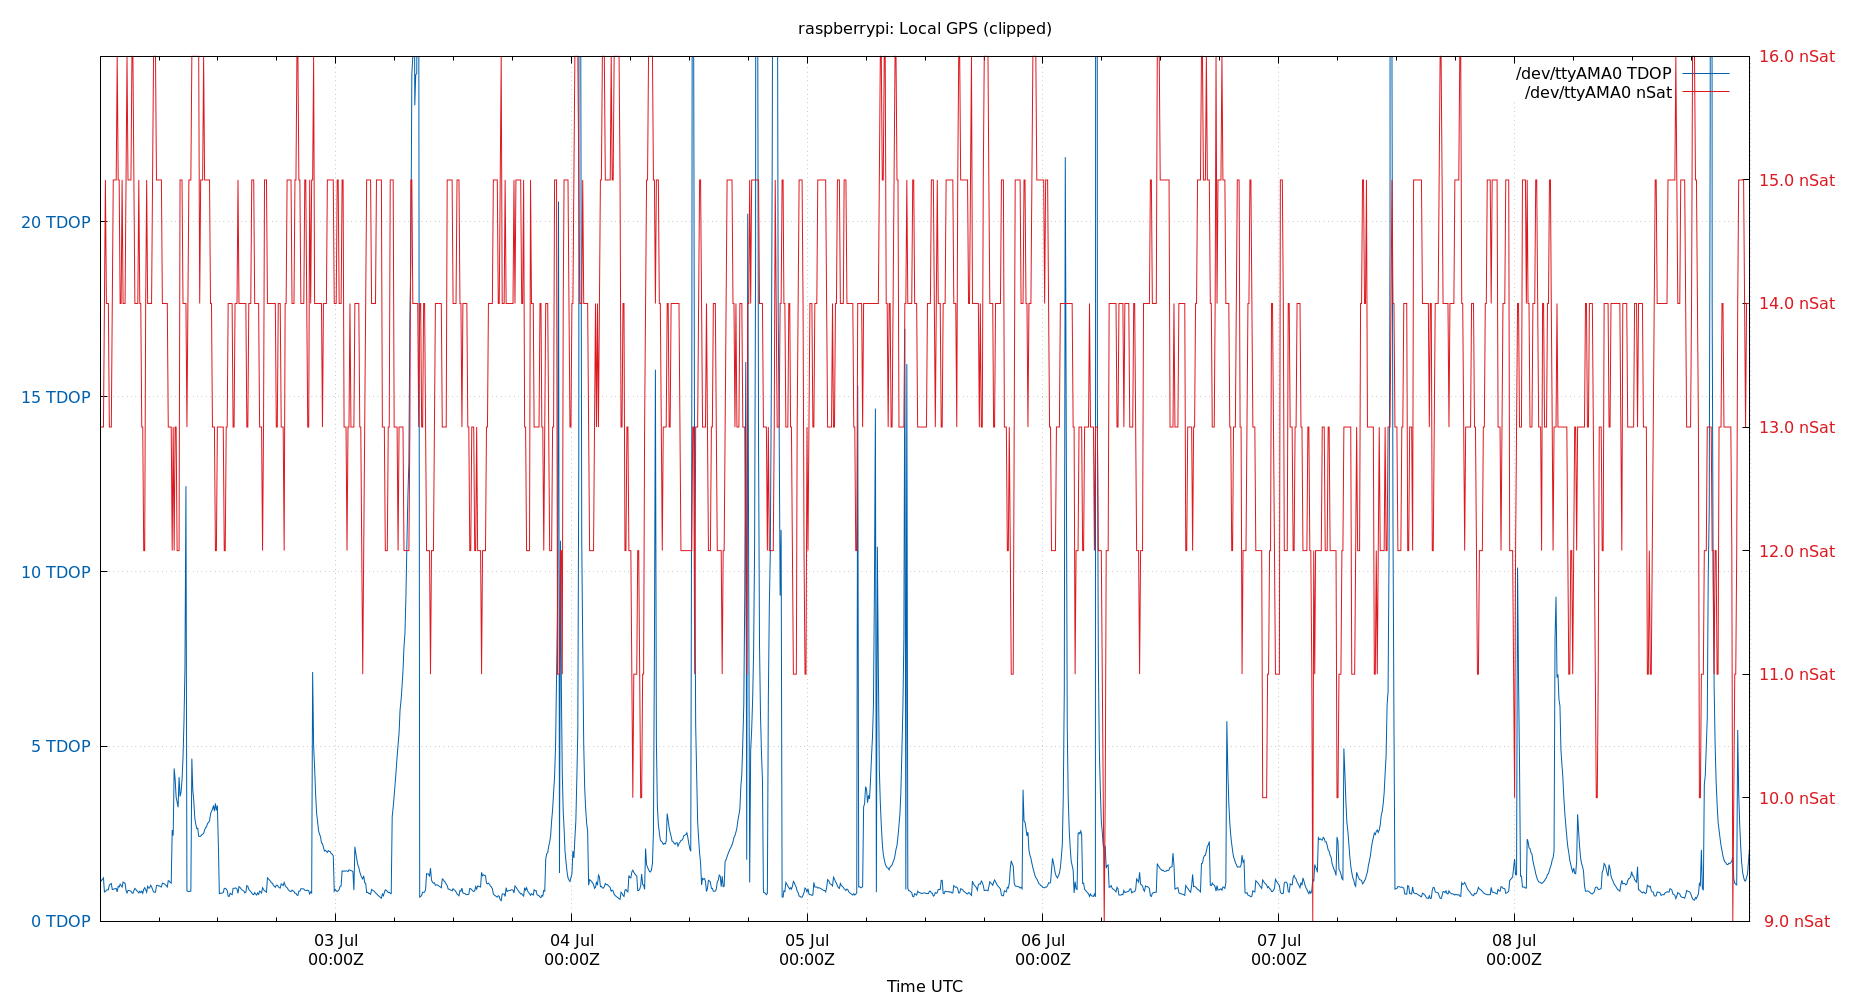 raspberrypi: Local GPS (clipped)
/dev/ttyAMA0 TDOP
/dev/ttyAMA0 nSat
20 TDOP
15 TDOP
10 TDOP
5 TDOP
0 TDOP
16.0 nSat
15.0 nSat
14.0 nSat
13.0 nSat
12.0 nSat
11.0 nSat
10.0 nSat
9.0 nSat
03 Jul
00:00Z
04 Jul
00:00Z
05 Jul
00:00Z
06 Jul
00:00Z
07 Jul
00:00Z
08 Jul
00:00Z
Time UTC